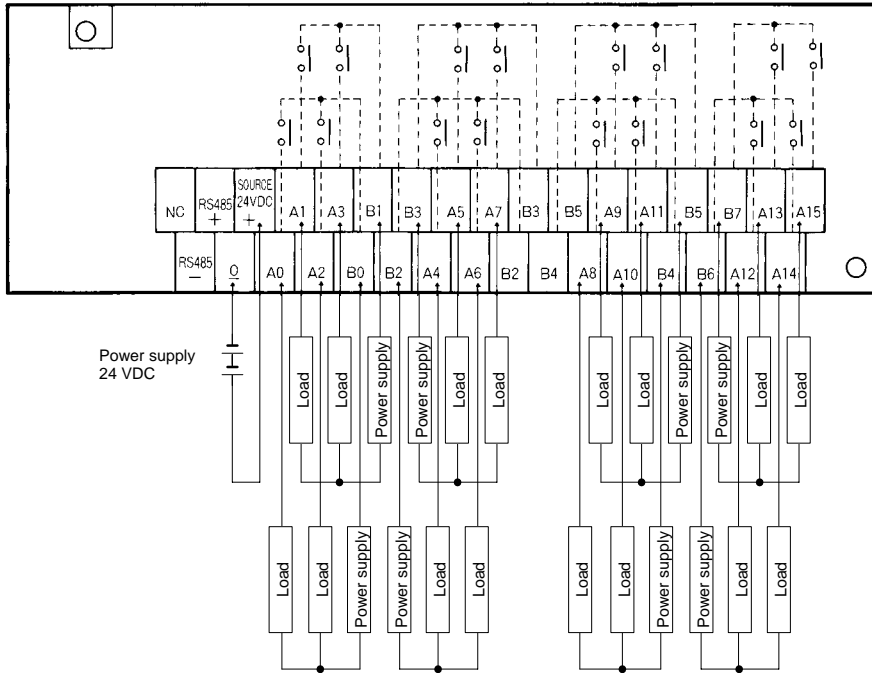 SOURCE
NC RS485 24VDC A1 A3 B1 B3 A5 A7 B3 B5 A9 A11 B5 B7 A13 A15
+ +
RS485 0 A0 A2 B0 B2 A4 A6 B2 B4 A8 A10 B4 B6 A12 A14
−
Power supply
24 VDC
Load Load Power supply Power supply Load Load Load Load Power supply Power supply Load Load
Load Load Power supply Power supply Load Load Load Load Power supply Power supply Load Load